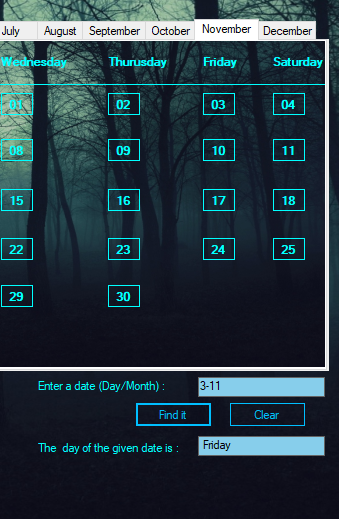 July August September October November December
Wednesday Thurusday Friday Saturday
01 02 03 04
08 09 10 11
15 16 17 18
22 23 24 25
29 30
Enter a date (Day/Month) : 3-11
Find it Clear
The day of the given date is : Friday